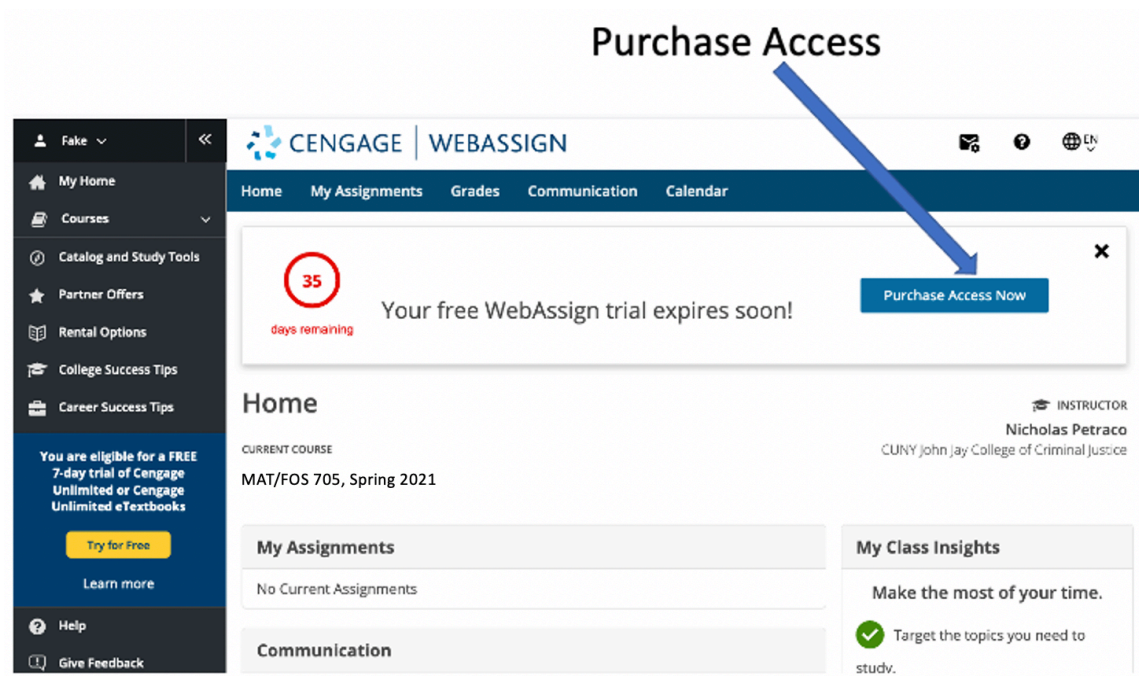 Purchase Access
Fake
CENGAGE | WEBASSIGN
EN
My Home
Home My Assignments Grades Communication Calendar
Courses
Catalog and Study Tools
Partner Offers
Rental Options
College Success Tips
Career Success Tips
You are eligible for a FREE
7-day trial of Cengage
Unlimited or Cengage
Unlimited eTextbooks
Try for Free
Learn more
Help
Give Feedback
35
days remaining
Your free WebAssign trial expires soon!
Purchase Access Now
Home
INSTRUCTOR
Nicholas Petraco
CUNY John Jay College of Criminal Justice
CURRENT COURSE
MAT/FOS 705, Spring 2021
My Assignments
No Current Assignments
Communication
My Class Insights
Make the most of your time.
Target the topics you need to
study.